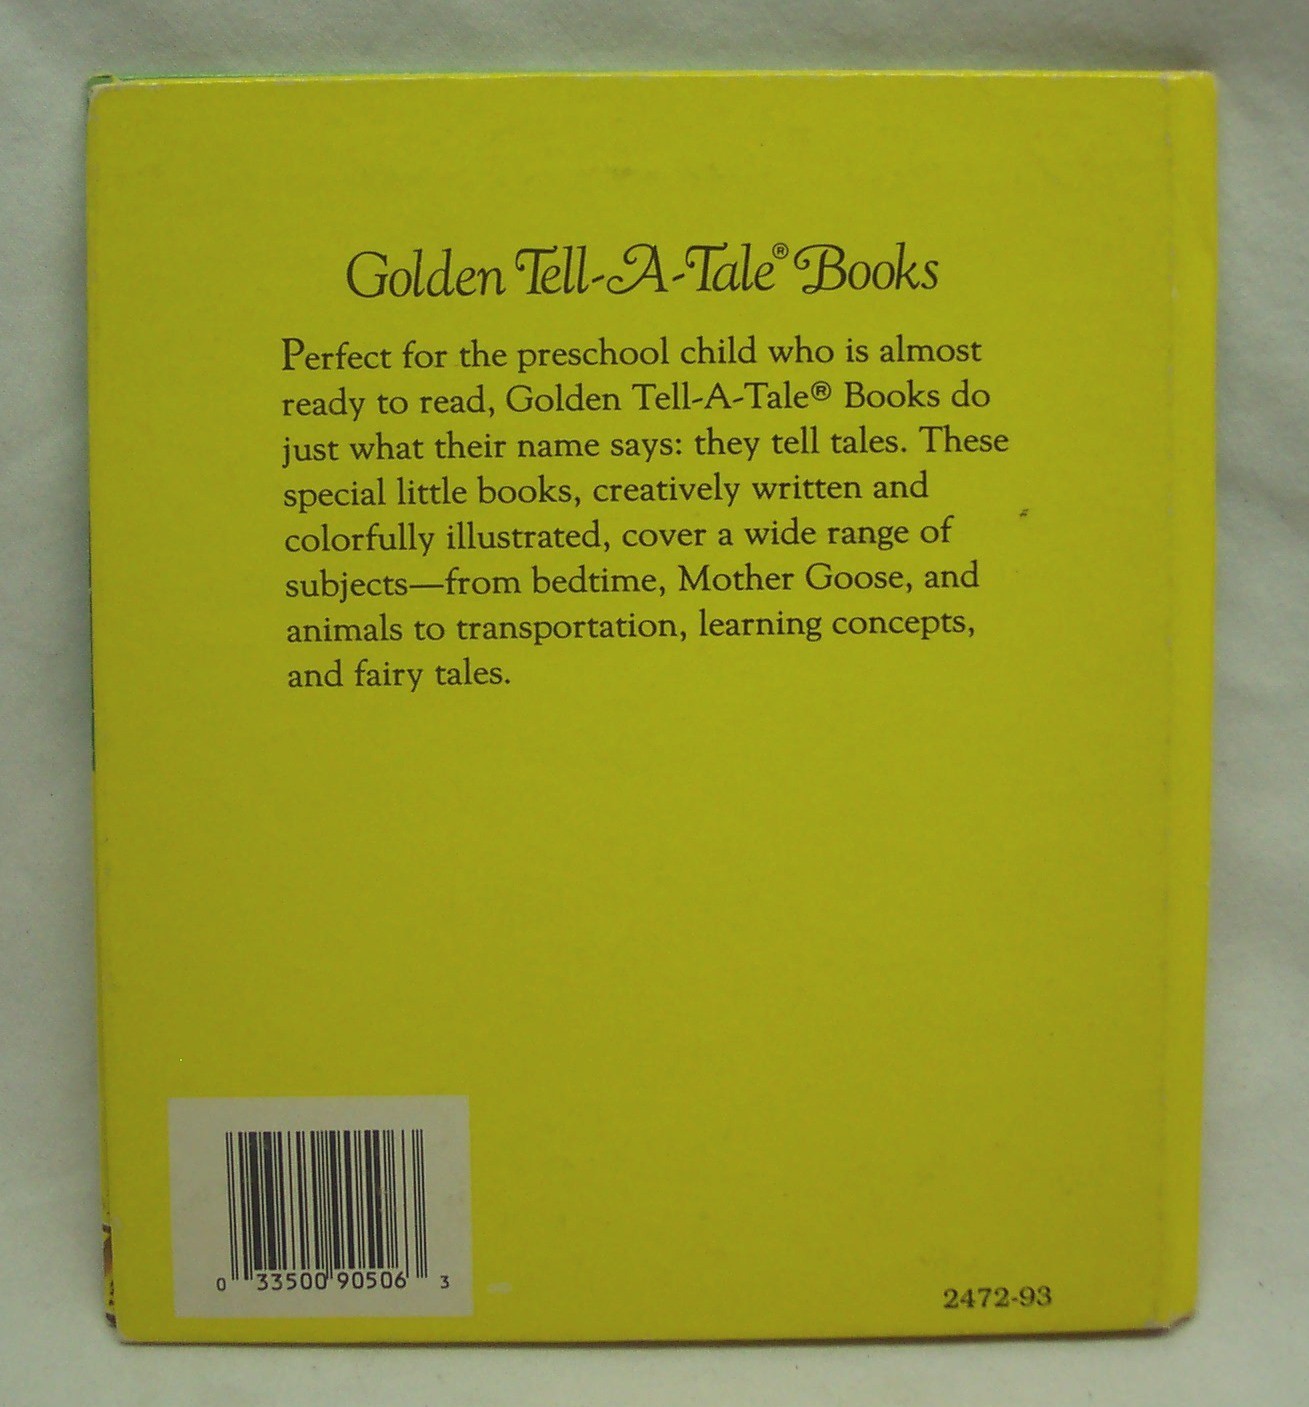 Golden Tell-A-Tale® Books
Perfect for the preschool child who is almost
ready to read, Golden Tell-A-Tale® Books do
just what their name says: they tell tales. These
special little books, creatively written and
colorfully illustrated, cover a wide range of
subjects—from bedtime, Mother Goose, and
animals to transportation, learning concepts,
and fairy tales.
0 33500 90506 3
2472-93